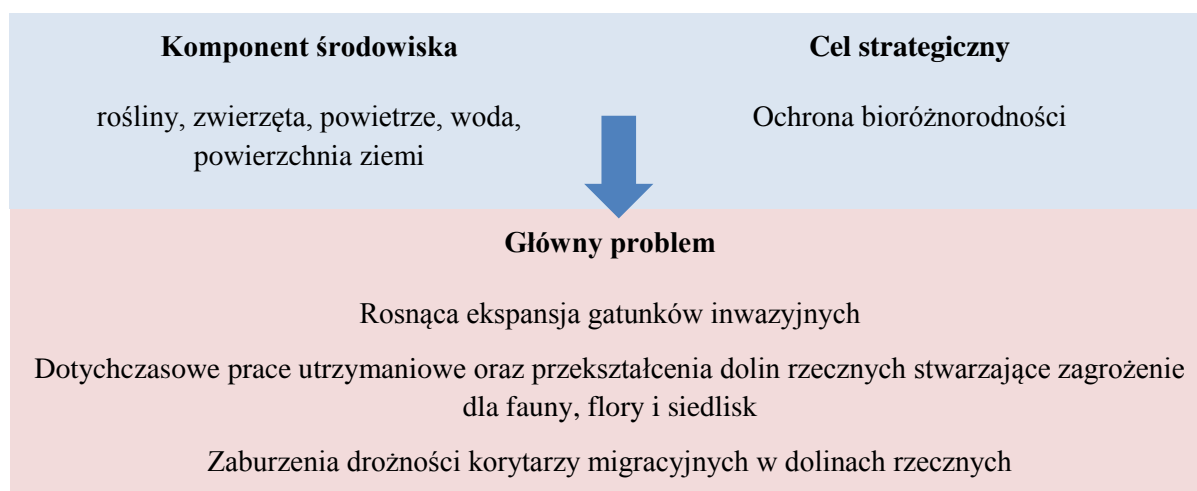 Komponent środowiska
rośliny, zwierzęta, powietrze, woda,
powierzchnia ziemi
Cel strategiczny
Ochrona bioróżnorodności
Główny problem
Rosnąca ekspansja gatunków inwazyjnych
Dotychczasowe prace utrzymaniowe oraz przekształcenia dolin rzecznych stwarzające zagrożenie
dla fauny, flory i siedlisk
Zaburzenia drożności korytarzy migracyjnych w dolinach rzecznych